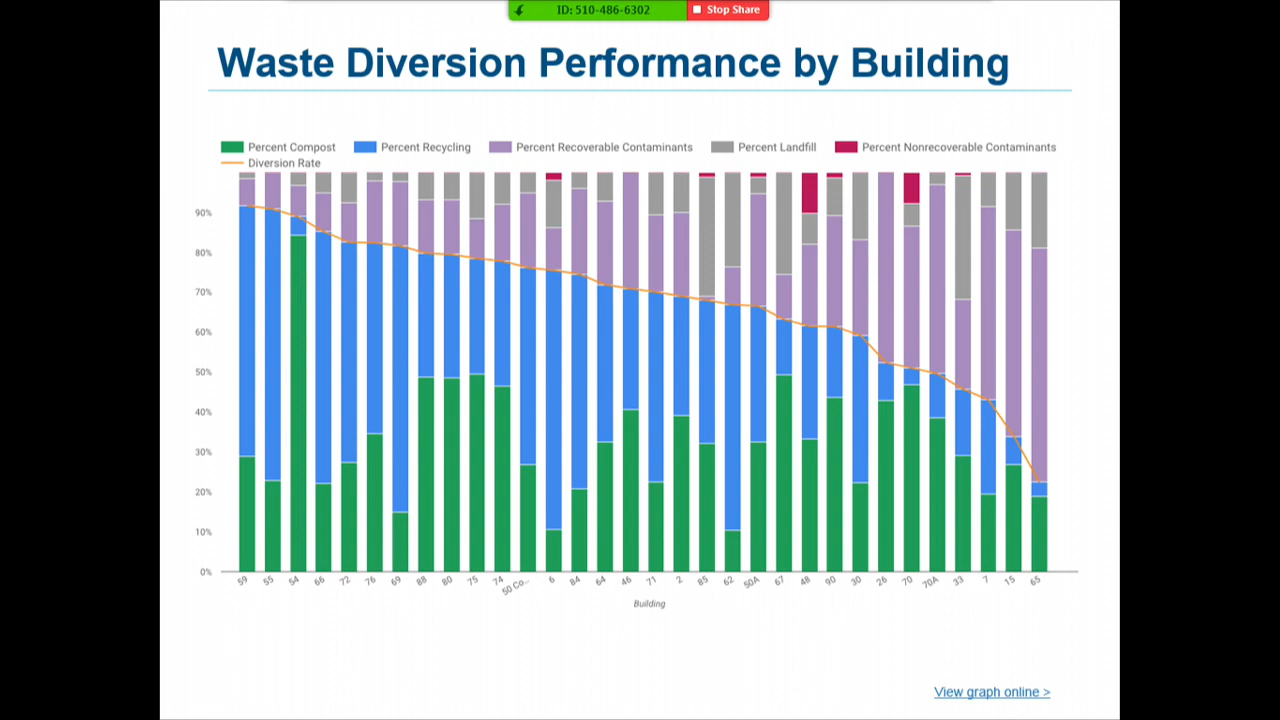 ID: 510-486-6302 Stop Share
Waste Diversion Performance by Building
Percent Compost Percent Recycling Percent Recoverable Contaminants Percent Landfill Percent Nonrecoverable Contaminants
Diversion Rate
90%
80%
70%
60%
50%
40%
30%
20%
10%
0%
59 55 54 66 72 76 69 88 80 75 74 50 Co... 6 84 64 46 71 2 85 62 50A 67 48 90 30 26 70 70A 33 7 15 65
Building
View graph online >